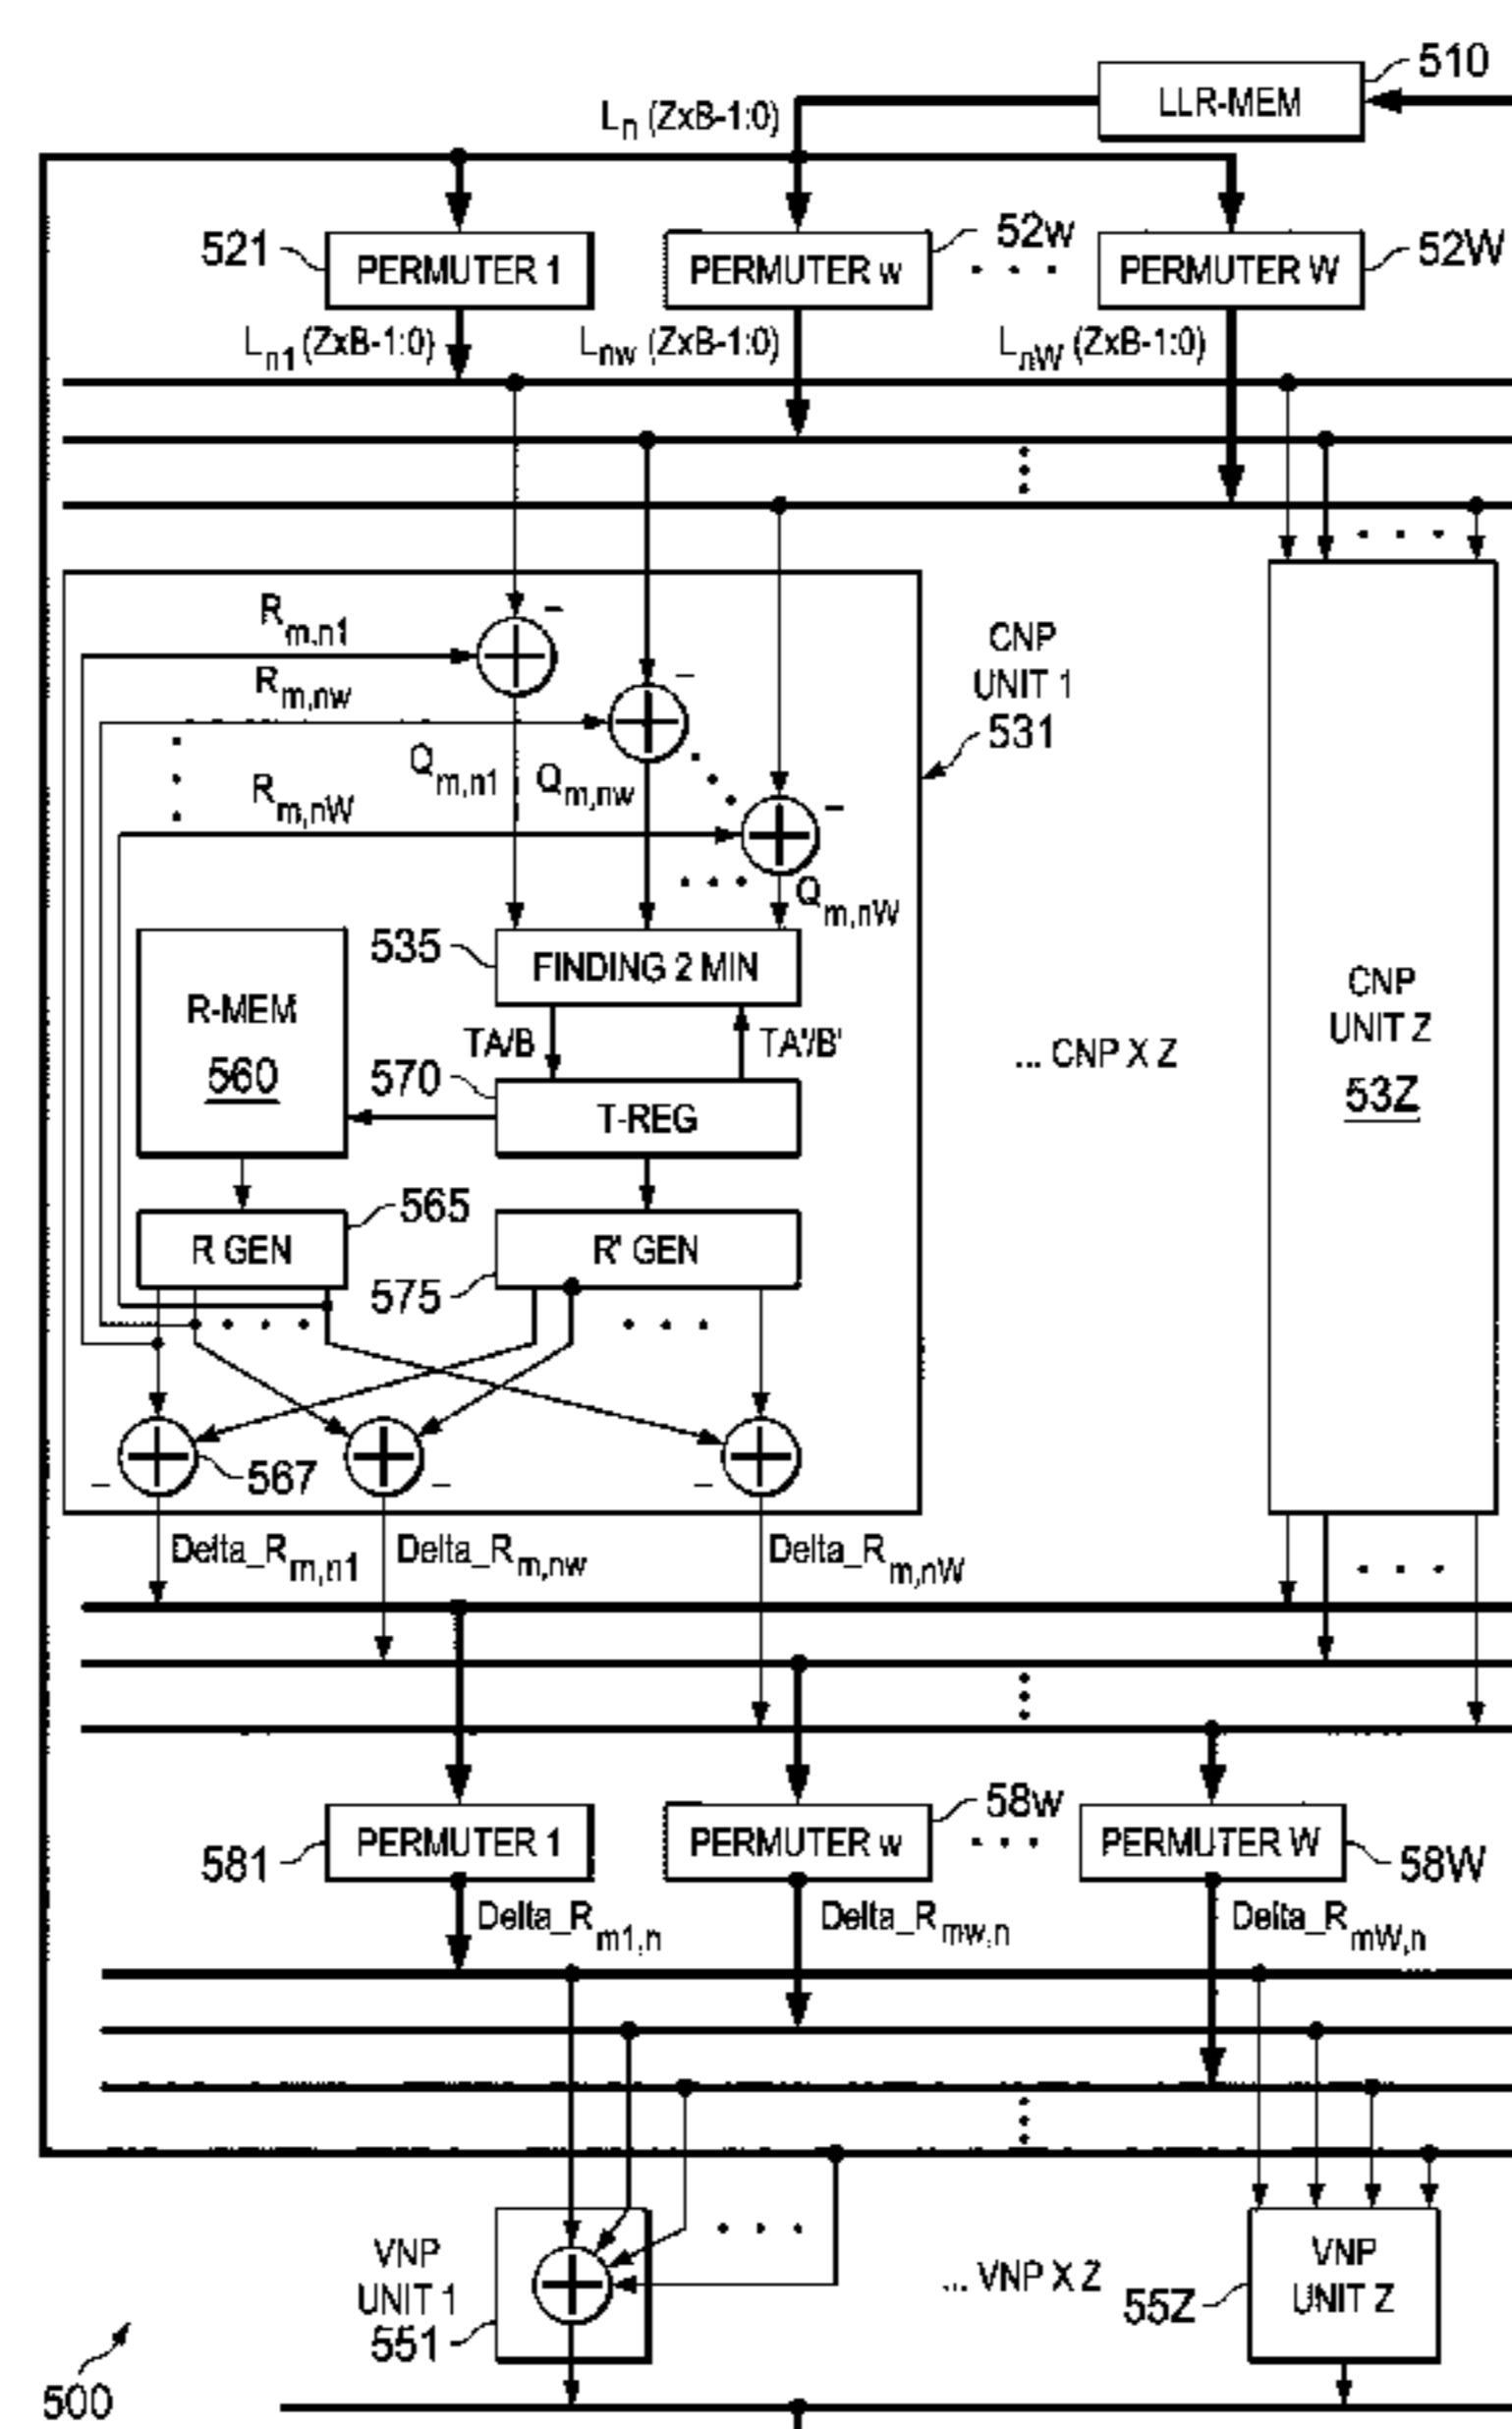 510
LLR-MEM
Ln (ZxB-1:0)
521
PERMUTER 1
52w
PERMUTER w
. . .
52W
PERMUTER W
Ln1 (ZxB-1:0)
Lnw (ZxB-1:0)
LnW (ZxB-1:0)
Rm,n1
–
CNP
UNIT 1
531
Rm,nw
–
Qm,n1
Qm,nw
Rm,nW
–
Qm,nW
535
FINDING 2 MIN
R-MEM
560
TA/B
TA'/B'
570
T-REG
... CNP X Z
CNP
UNIT Z
53Z
565
R GEN
R' GEN
575
–
567
–
–
Delta_Rm,n1
Delta_Rm,nw
Delta_Rm,nW
581
PERMUTER 1
58w
PERMUTER w
. . .
PERMUTER W
58W
Delta_Rm1,n
Delta_Rmw,n
Delta_RmW,n
VNP
UNIT 1
551
... VNP X Z
55Z
VNP
UNIT Z
500